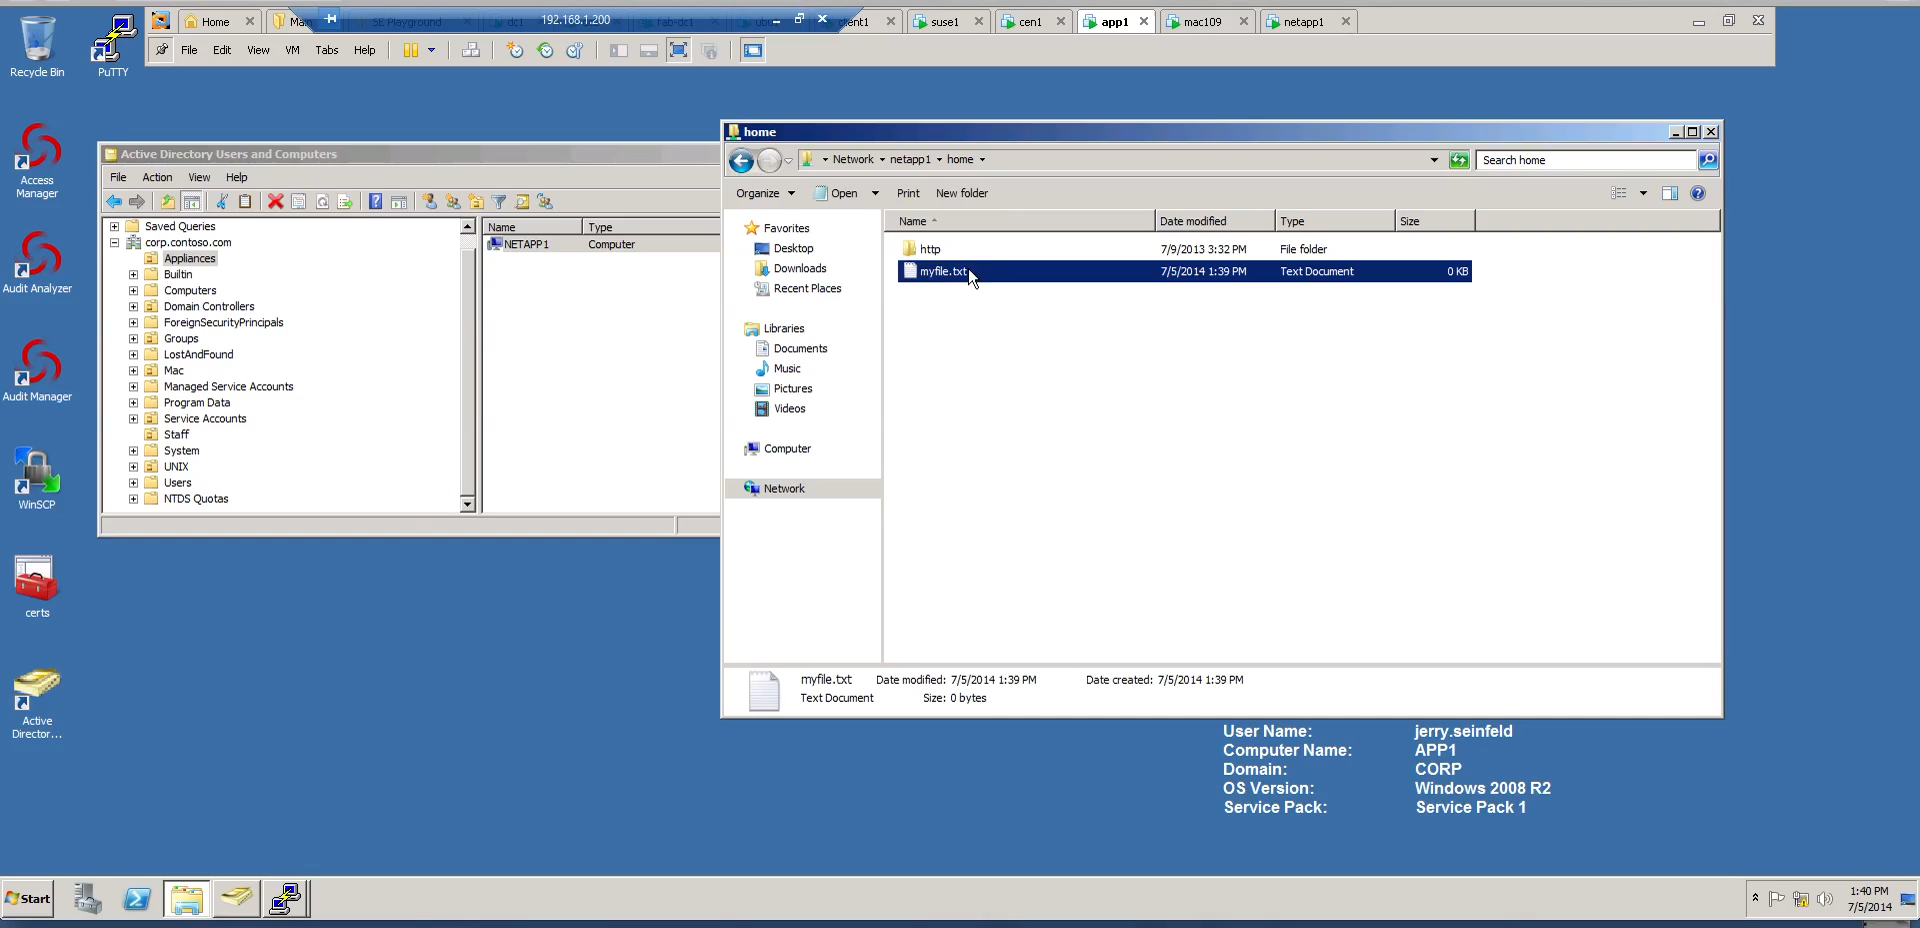 Home
Main
SE Playground
dc1
192.168.1.200
fab-dc1
client1
suse1
cen1
app1
mac109
netapp1
File Edit View VM Tabs Help
Recycle Bin
PuTTY
Access
Manager
Audit Analyzer
Audit Manager
WinSCP
certs
Active
Director...
Active Directory Users and Computers
File Action View Help
Saved Queries
corp.contoso.com
Appliances
Builtin
Computers
Domain Controllers
ForeignSecurityPrincipals
Groups
LostAndFound
Mac
Managed Service Accounts
Program Data
Service Accounts
Staff
System
UNIX
Users
NTDS Quotas
Name Type
NETAPP1 Computer
home
Network netapp1 home
Search home
Organize Open Print New folder
Favorites
Desktop
Downloads
Recent Places
Libraries
Documents
Music
Pictures
Videos
Computer
Network
Name Date modified Type Size
http 7/9/2013 3:32 PM File folder
myfile.txt 7/5/2014 1:39 PM Text Document 0 KB
myfile.txt Date modified: 7/5/2014 1:39 PM Date created: 7/5/2014 1:39 PM
Text Document Size: 0 bytes
User Name: jerry.seinfeld
Computer Name: APP1
Domain: CORP
OS Version: Windows 2008 R2
Service Pack: Service Pack 1
Start
1:40 PM
7/5/2014